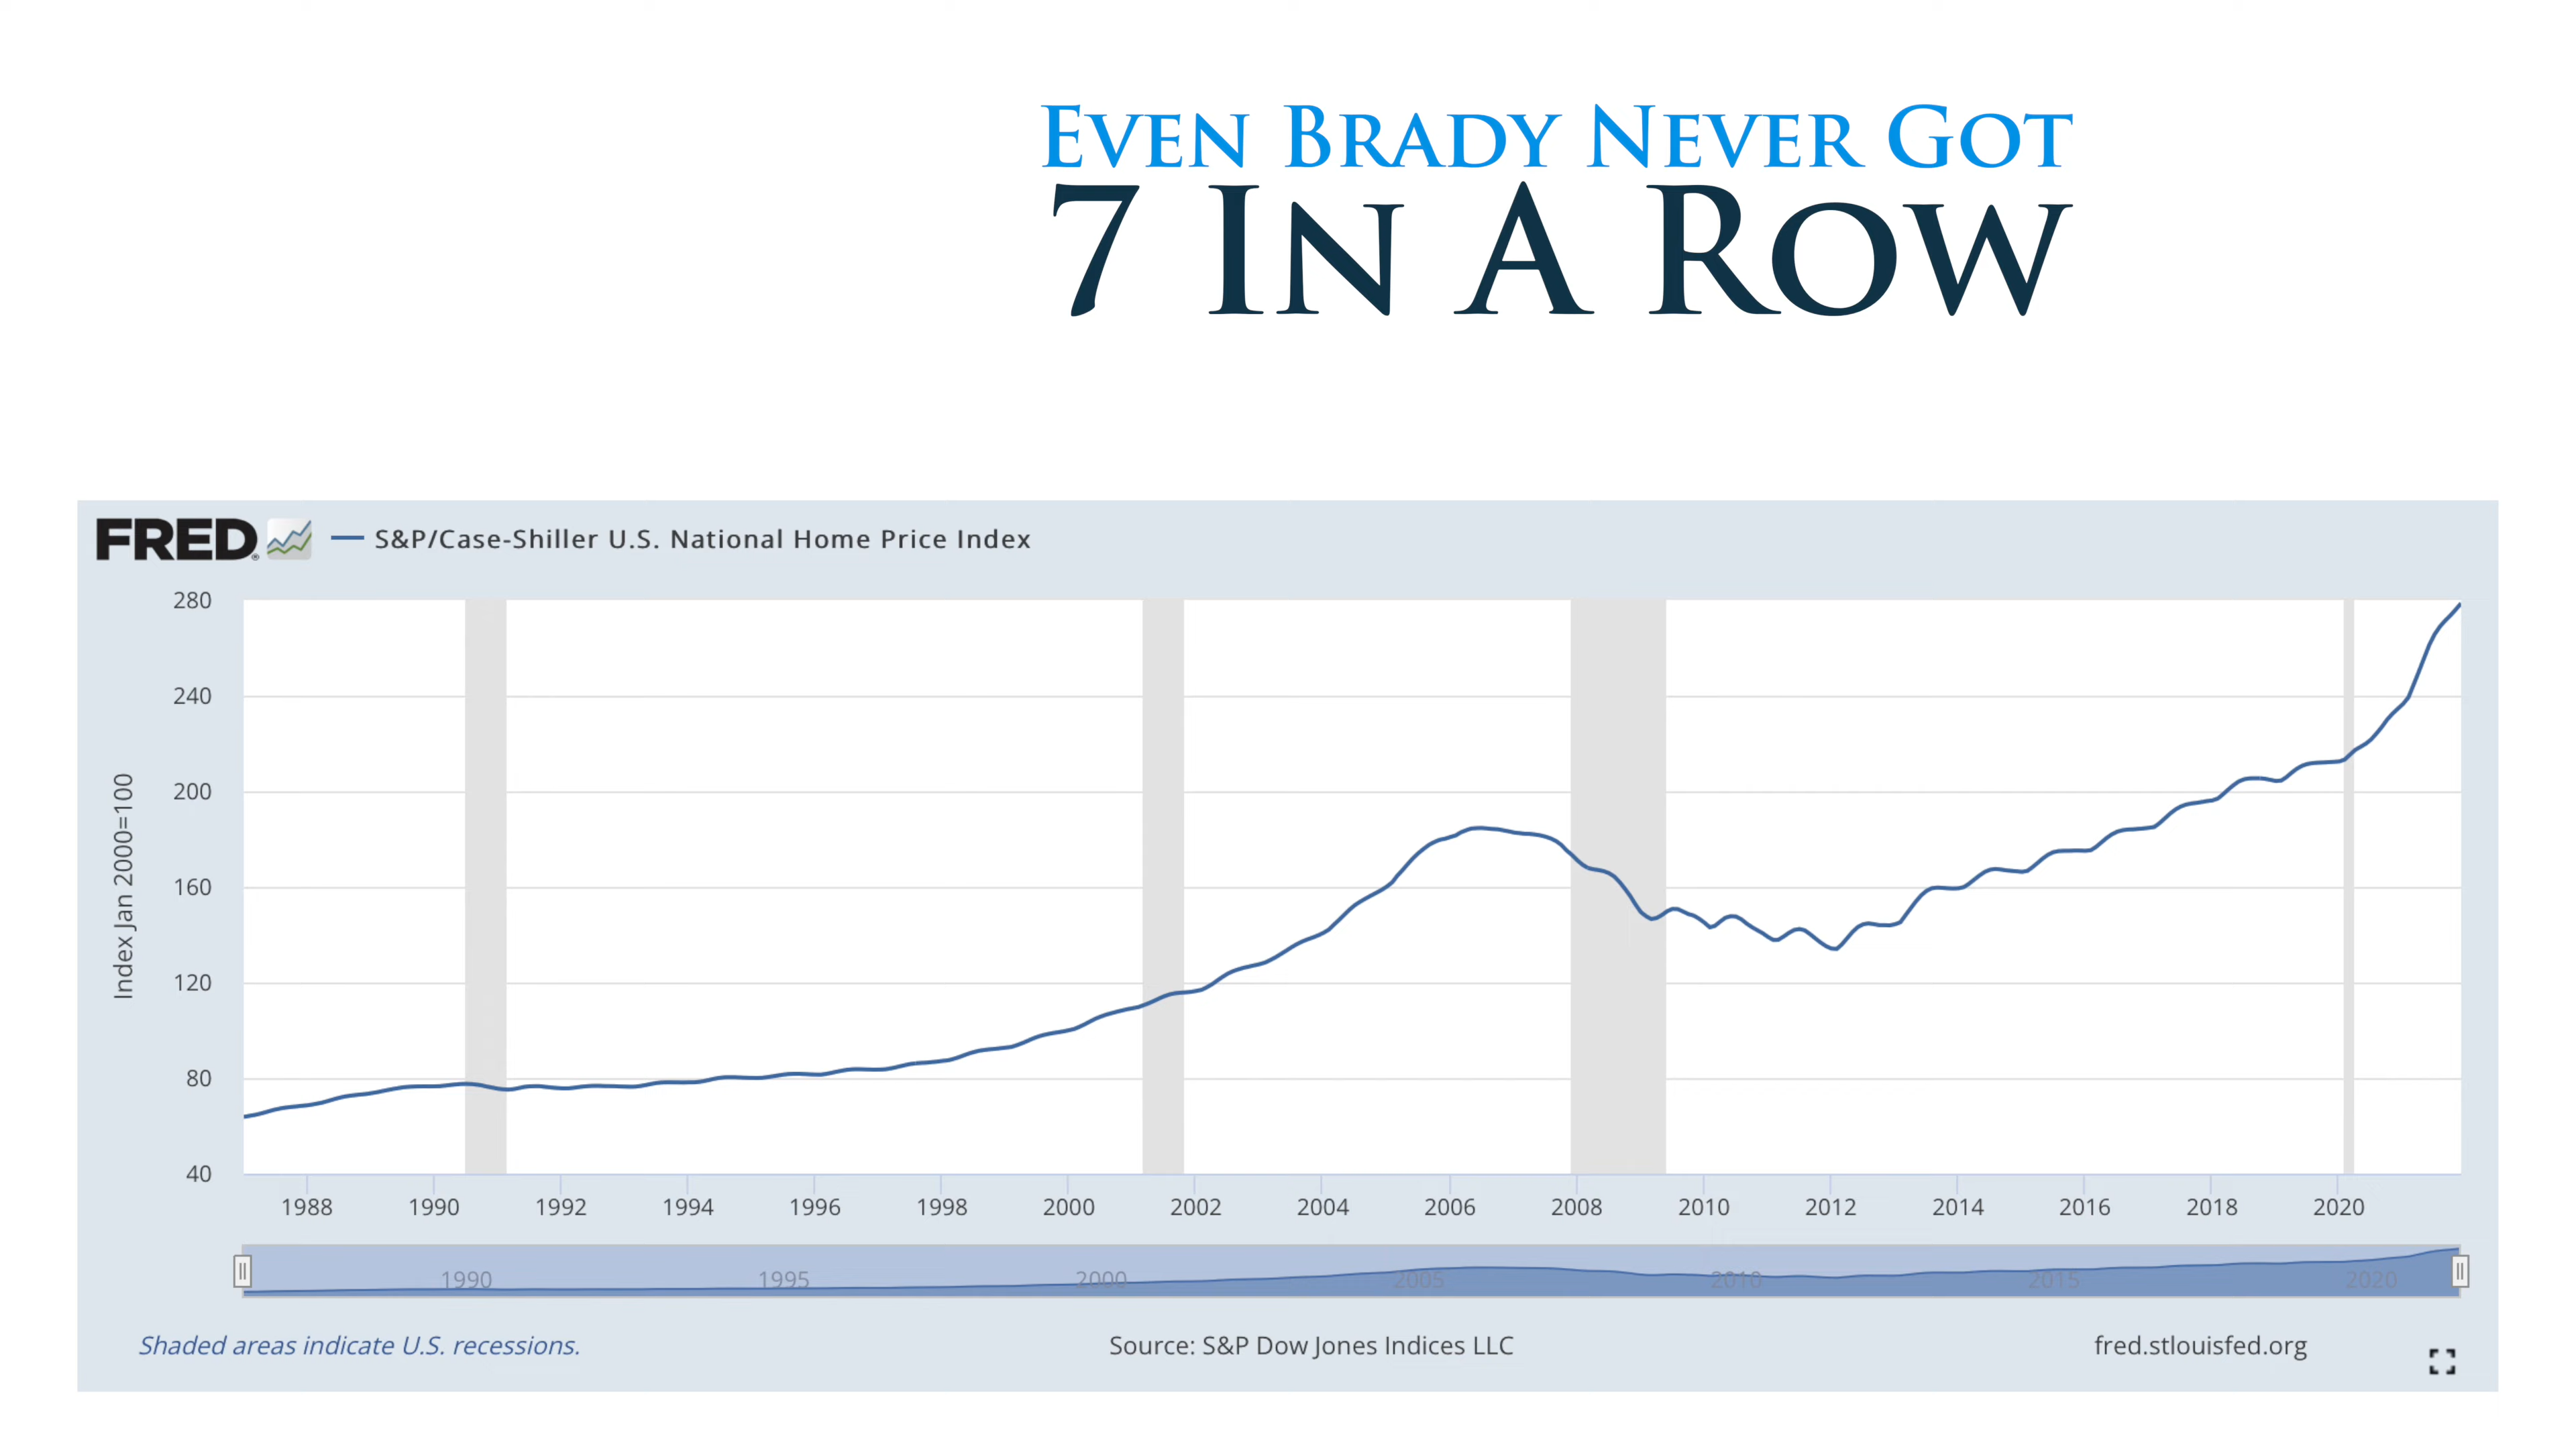 Even Brady Never Got
7 In A Row
FRED® — S&P/Case-Shiller U.S. National Home Price Index
280
240
200
160
120
80
40
Index Jan 2000=100
1988 1990 1992 1994 1996 1998 2000 2002 2004 2006 2008 2010 2012 2014 2016 2018 2020
1990 1995 2000 2005 2010 2015 2020
Shaded areas indicate U.S. recessions. Source: S&P Dow Jones Indices LLC fred.stlouisfed.org